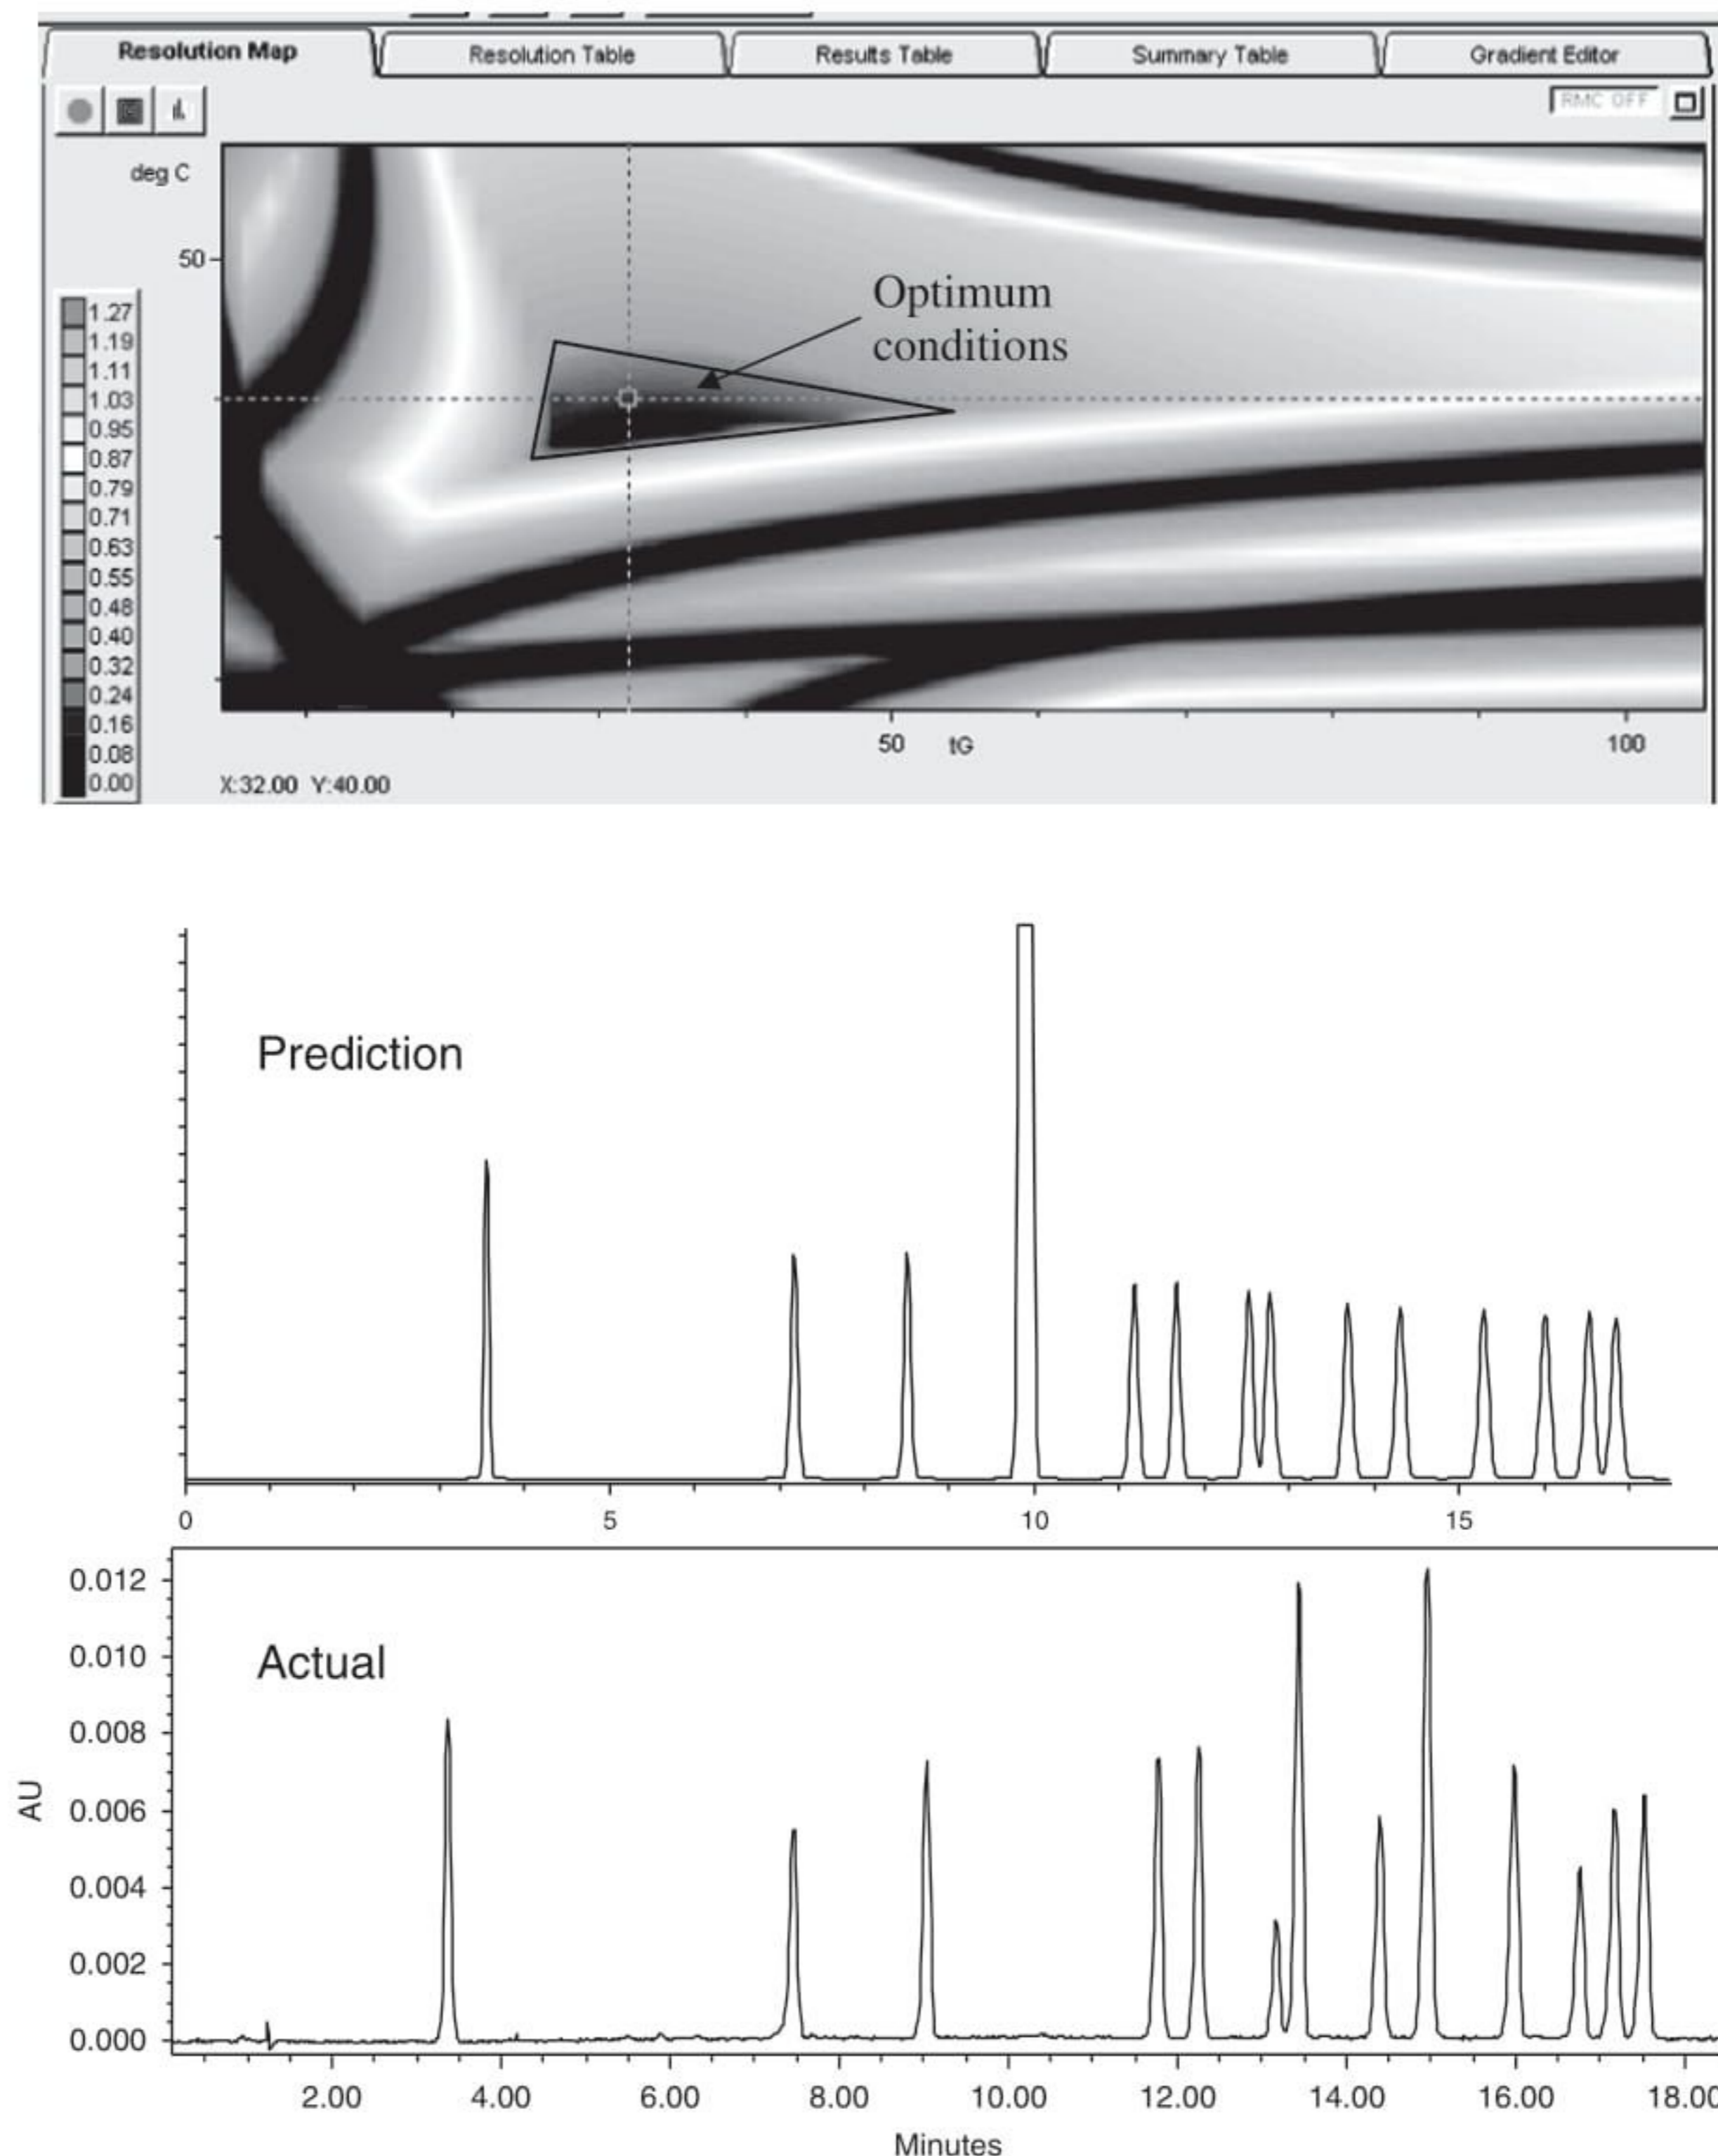 Resolution Map Resolution Table Results Table Summary Table Gradient Editor
RMC OFF
deg C
50
1.27
1.19
1.11
1.03
0.95
0.87
0.79
0.71
0.63
0.55
0.48
0.40
0.32
0.24
0.16
0.08
0.00
Optimum
conditions
50 tG 100
X:32.00 Y:40.00
Prediction
0 5 10 15
Actual
AU
0.012
0.010
0.008
0.006
0.004
0.002
0.000
2.00 4.00 6.00 8.00 10.00 12.00 14.00 16.00 18.00
Minutes